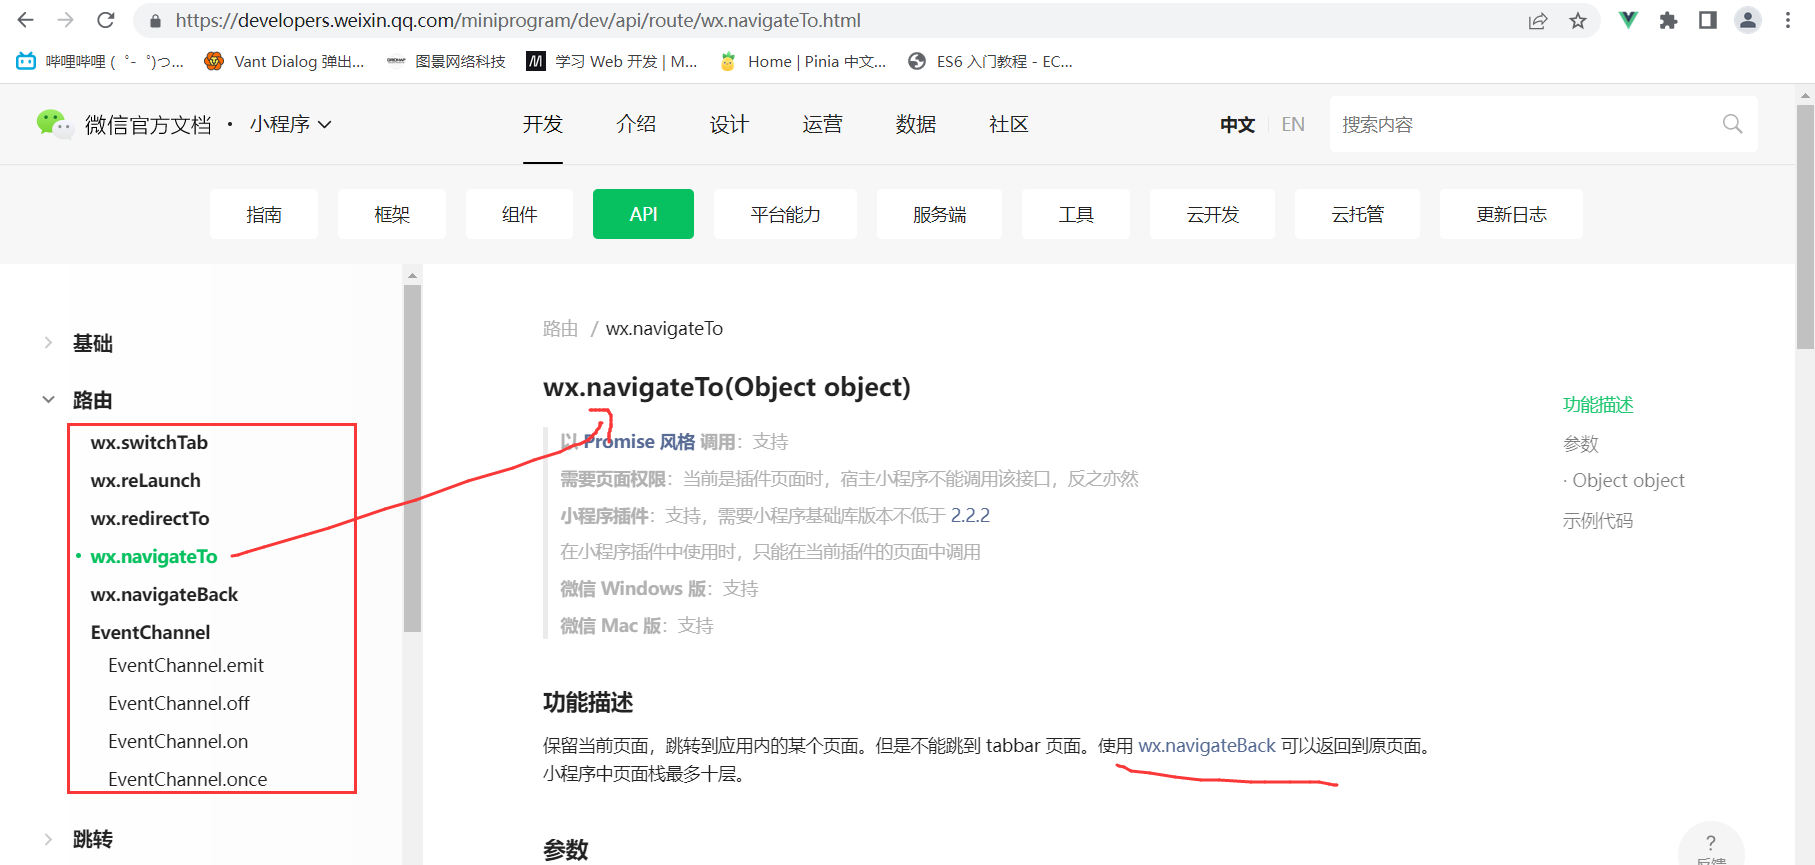 https://developers.weixin.qq.com/miniprogram/dev/api/route/wx.navigateTo.html
哔哩哔哩 (゜-゜)つ... Vant Dialog 弹出... 图景网络科技 学习 Web 开发 | M... Home | Pinia 中文... ES6 入门教程 - EC...
微信官方文档 · 小程序 开发 介绍 设计 运营 数据 社区 中文 EN 搜索内容
指南 框架 组件 API 平台能力 服务端 工具 云开发 云托管 更新日志
基础
路由
wx.switchTab
wx.reLaunch
wx.redirectTo
wx.navigateTo
wx.navigateBack
EventChannel
EventChannel.emit
EventChannel.off
EventChannel.on
EventChannel.once
跳转
路由 / wx.navigateTo
wx.navigateTo(Object object)
以 Promise 风格 调用：支持
需要页面权限：当前是插件页面时，宿主小程序不能调用该接口，反之亦然
小程序插件：支持，需要小程序基础库版本不低于 2.2.2
在小程序插件中使用时，只能在当前插件的页面中调用
微信 Windows 版：支持
微信 Mac 版：支持
功能描述
保留当前页面，跳转到应用内的某个页面。但是不能跳到 tabbar 页面。使用 wx.navigateBack 可以返回到原页面。
小程序中页面栈最多十层。
参数
功能描述
参数
· Object object
示例代码
?
反馈